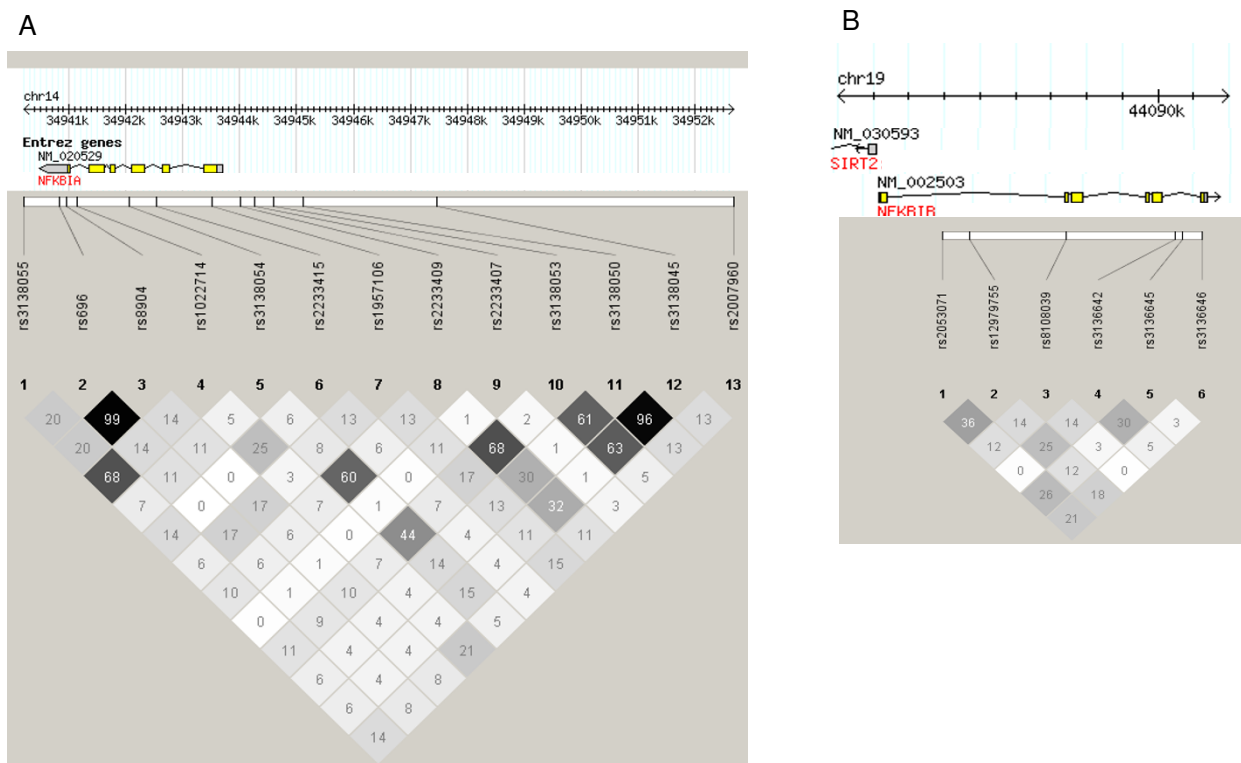 A
chr14
34941k 34942k 34943k 34944k 34945k 34946k 34947k 34948k 34949k 34950k 34951k 34952k
Entrez genes
NM_020529
NFKBIA
rs3138055 rs696 rs8904 rs1022714 rs3138054 rs2233415 rs1957106 rs2233409 rs2233407 rs3138053 rs3138050 rs3138045 rs2007960
1 2 3 4 5 6 7 8 9 10 11 12 13
20 99 14 5 6 13 13 1 2 61 96 13
20 14 11 25 8 6 11 68 1 63 13
68 11 0 3 60 0 17 30 1 5
7 0 17 7 1 7 13 32 3
14 17 6 0 44 4 11 11
6 6 1 7 14 4 15
10 1 10 4 15 4
0 9 4 4 5
11 4 4 21
6 4 8
6 8
14
B
chr19
44090k
NM_030593
SIRT2
NM_002503
NFKBIB
rs2053071 rs12979755 rs8108039 rs3136642 rs3136645 rs3136646
1 2 3 4 5 6
36 14 14 30 3
12 25 3 5
0 12 0
26 18
21